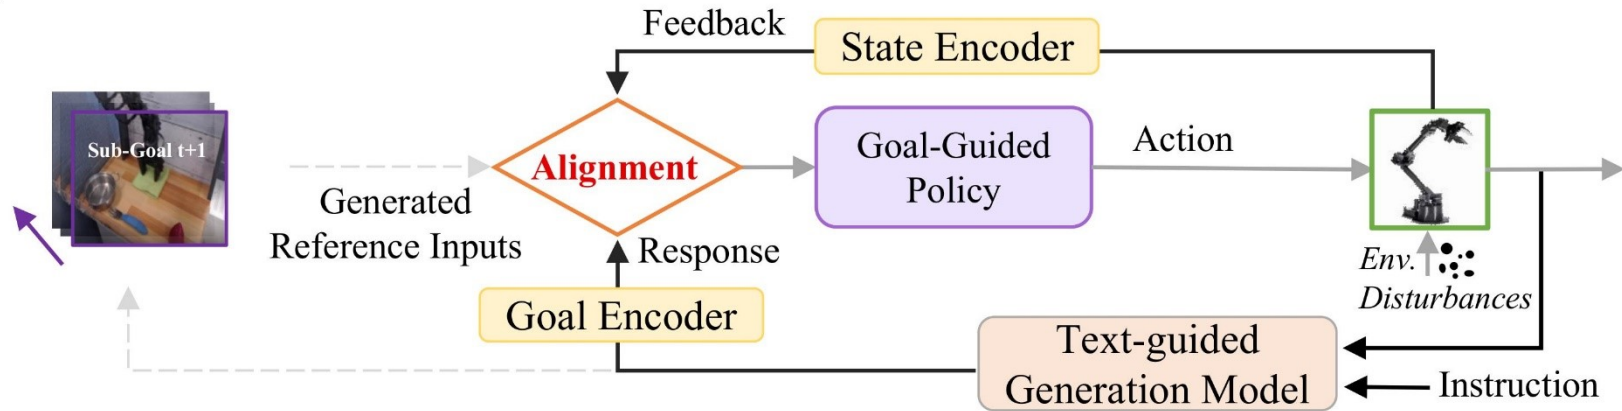 Feedback
State Encoder
Sub-Goal t+1
Alignment
Goal-Guided
Policy
Action
Generated
Reference Inputs
Response
Env.
Disturbances
Goal Encoder
Text-guided
Generation Model
Instruction